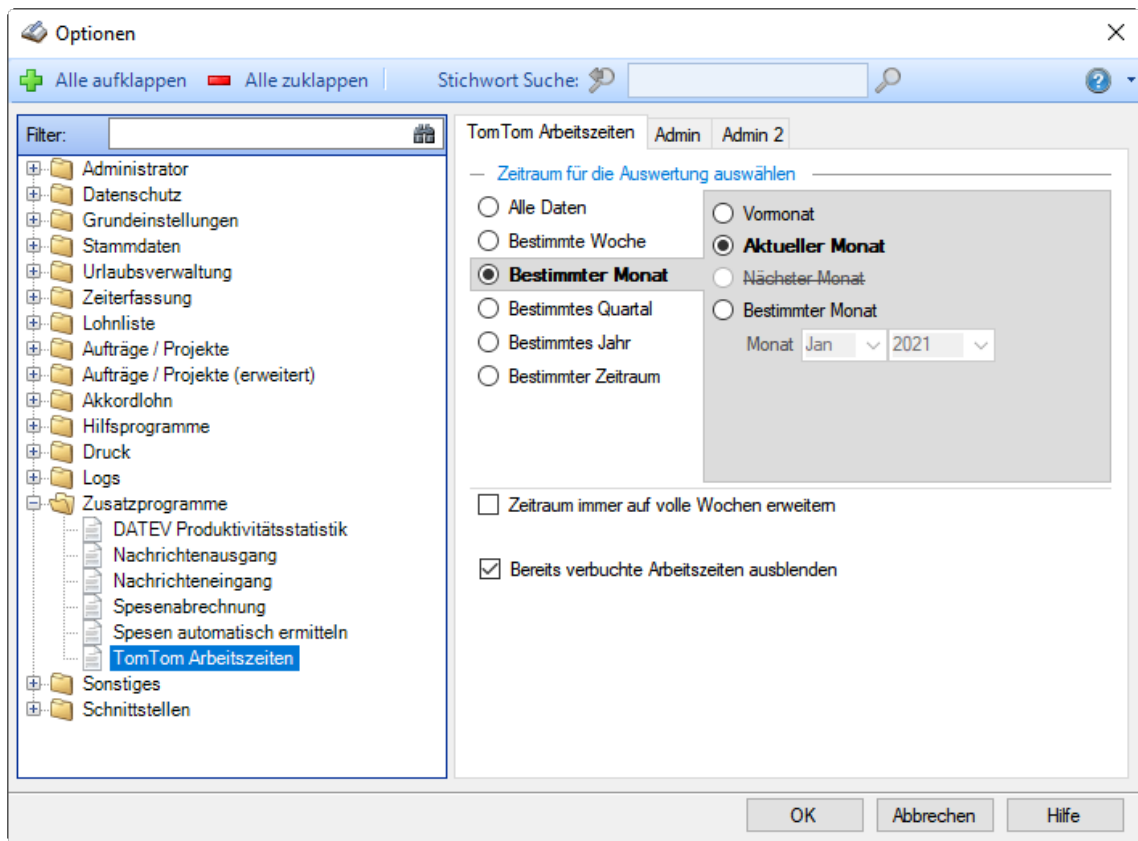 Optionen
Alle aufklappen Alle zuklappen Stichwort Suche:
Filter:
Administrator
Datenschutz
Grundeinstellungen
Stammdaten
Urlaubsverwaltung
Zeiterfassung
Lohnliste
Aufträge / Projekte
Aufträge / Projekte (erweitert)
Akkordlohn
Hilfsprogramme
Druck
Logs
Zusatzprogramme
DATEV Produktivitätsstatistik
Nachrichtenausgang
Nachrichteneingang
Spesenabrechnung
Spesen automatisch ermitteln
TomTom Arbeitszeiten
Sonstiges
Schnittstellen
TomTom Arbeitszeiten Admin Admin 2
Zeitraum für die Auswertung auswählen
Alle Daten
Bestimmte Woche
Bestimmter Monat
Bestimmtes Quartal
Bestimmtes Jahr
Bestimmter Zeitraum
Vormonat
Aktueller Monat
Nächster Monat
Bestimmter Monat
Monat Jan 2021
Zeitraum immer auf volle Wochen erweitern
Bereits verbuchte Arbeitszeiten ausblenden
OK Abbrechen Hilfe